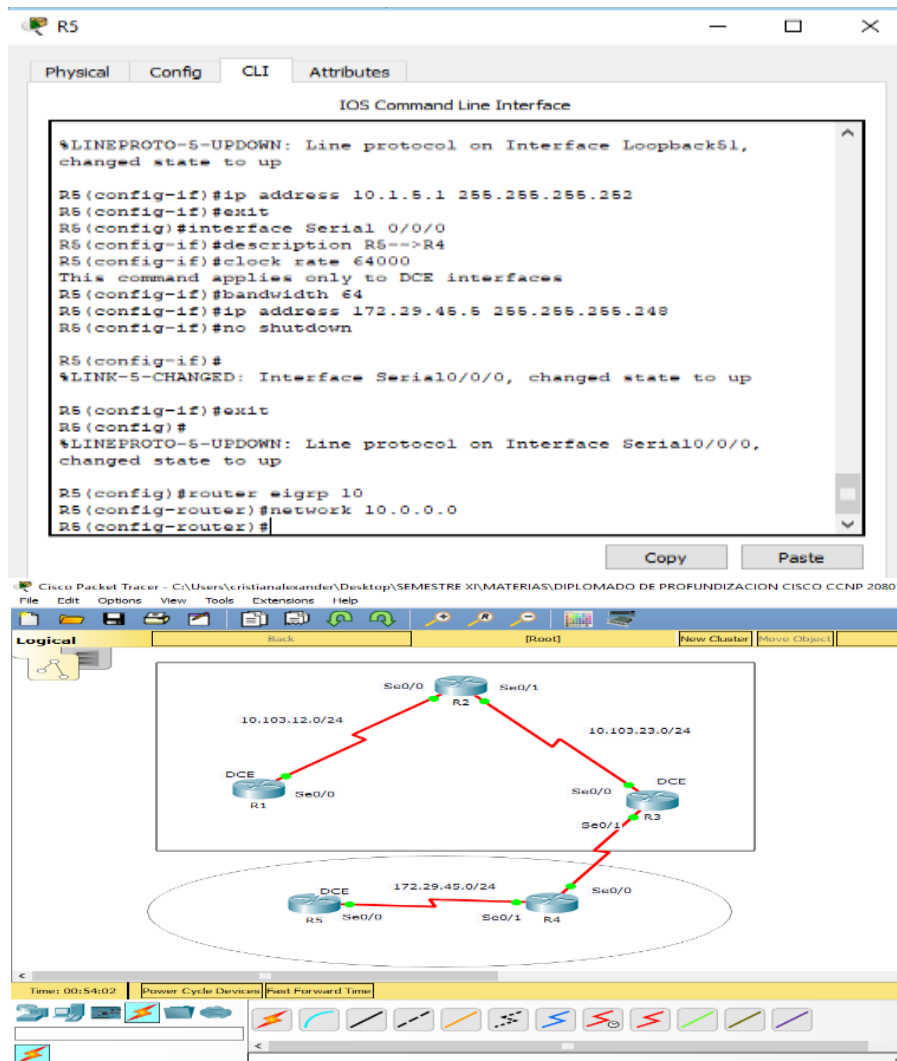 R5
Physical Config CLI Attributes
IOS Command Line Interface
%LINEPROTO-5-UPDOWN: Line protocol on Interface Loopback51,
changed state to up
R5(config-if)#ip address 10.1.5.1 255.255.255.252
R5(config-if)#exit
R5(config)#interface Serial 0/0/0
R5(config-if)#description R5-->R4
R5(config-if)#clock rate 64000
This command applies only to DCE interfaces
R5(config-if)#bandwidth 64
R5(config-if)#ip address 172.29.45.5 255.255.255.248
R5(config-if)#no shutdown
R5(config-if)#
%LINK-5-CHANGED: Interface Serial0/0/0, changed state to up
R5(config-if)#exit
R5(config)#
%LINEPROTO-5-UPDOWN: Line protocol on Interface Serial0/0/0,
changed state to up
R5(config)#router eigrp 10
R5(config-router)#network 10.0.0.0
R5(config-router)#
Copy Paste
Cisco Packet Tracer - C:\Users\cristianalexander\Desktop\SEMESTRE XI\MATERIAS\DIPLOMADO DE PROFUNDIZACION CISCO CCNP 2080
File Edit Options View Tools Extensions Help
Logical Back [Root] New Cluster Move Object
Se0/0 Se0/1
R2
10.103.12.0/24
10.103.23.0/24
DCE DCE
Se0/0 Se0/0
R1 R3
Se0/1
DCE 172.29.45.0/24 Se0/0
R5 Se0/0 Se0/1 R4
Time: 00:54:02 Power Cycle Devices Fast Forward Time